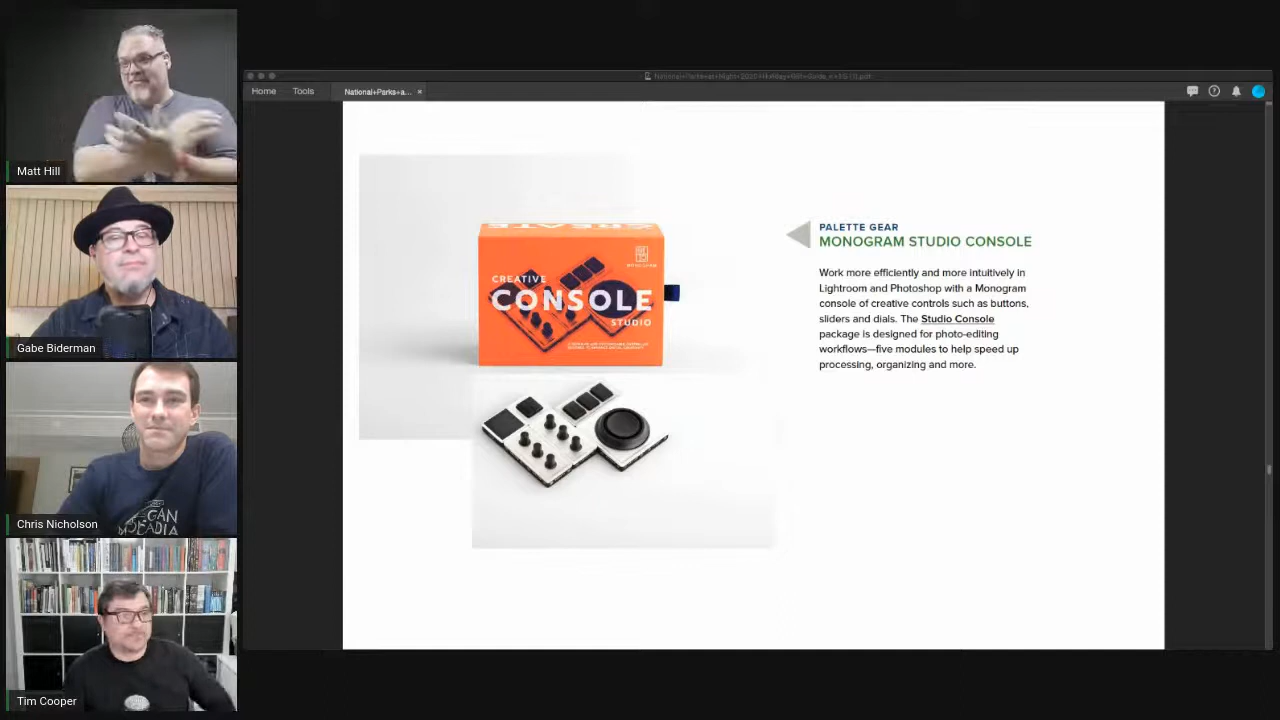 Matt Hill
Gabe Biderman
Chris Nicholson
Tim Cooper
Home
Tools
National+Parks+a...
CREATE
CREATIVE
CONSOLE
STUDIO
PALETTE GEAR
MONOGRAM STUDIO CONSOLE
Work more efficiently and more intuitively in
Lightroom and Photoshop with a Monogram
console of creative controls such as buttons,
sliders and dials. The Studio Console
package is designed for photo-editing
workflows—five modules to help speed up
processing, organizing and more.